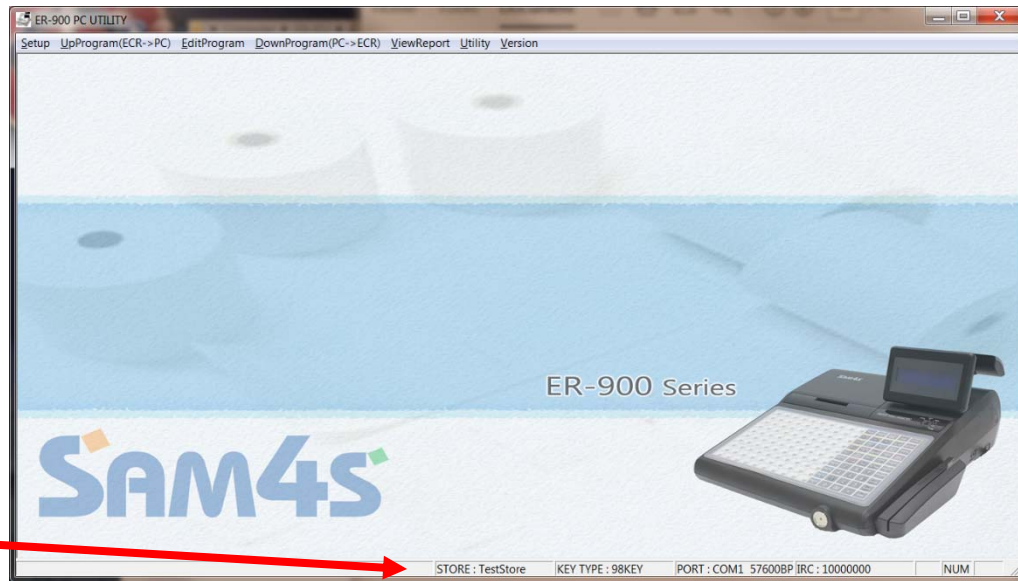 ER-900 PC UTILITY
Setup UpProgram(ECR->PC) EditProgram DownProgram(PC->ECR) ViewReport Utility Version
ER-900 Series
SAM4S
STORE : TestStore KEY TYPE : 98KEY PORT : COM1 57600BP IRC : 10000000 NUM